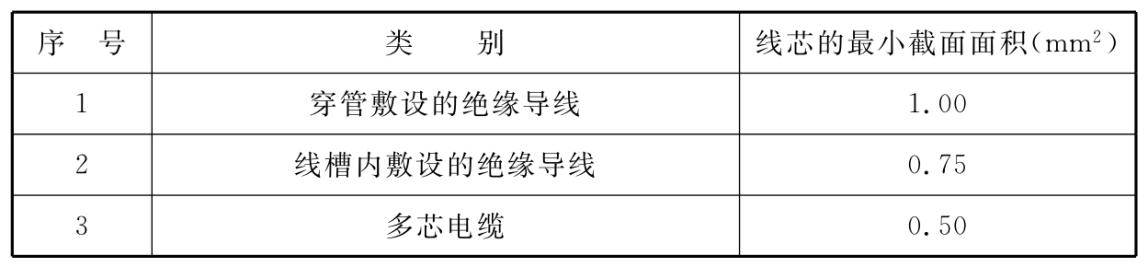 序 号 类 别 线芯的最小截面面积(mm²)
1 穿管敷设的绝缘导线 1.00
2 线槽内敷设的绝缘导线 0.75
3 多芯电缆 0.50